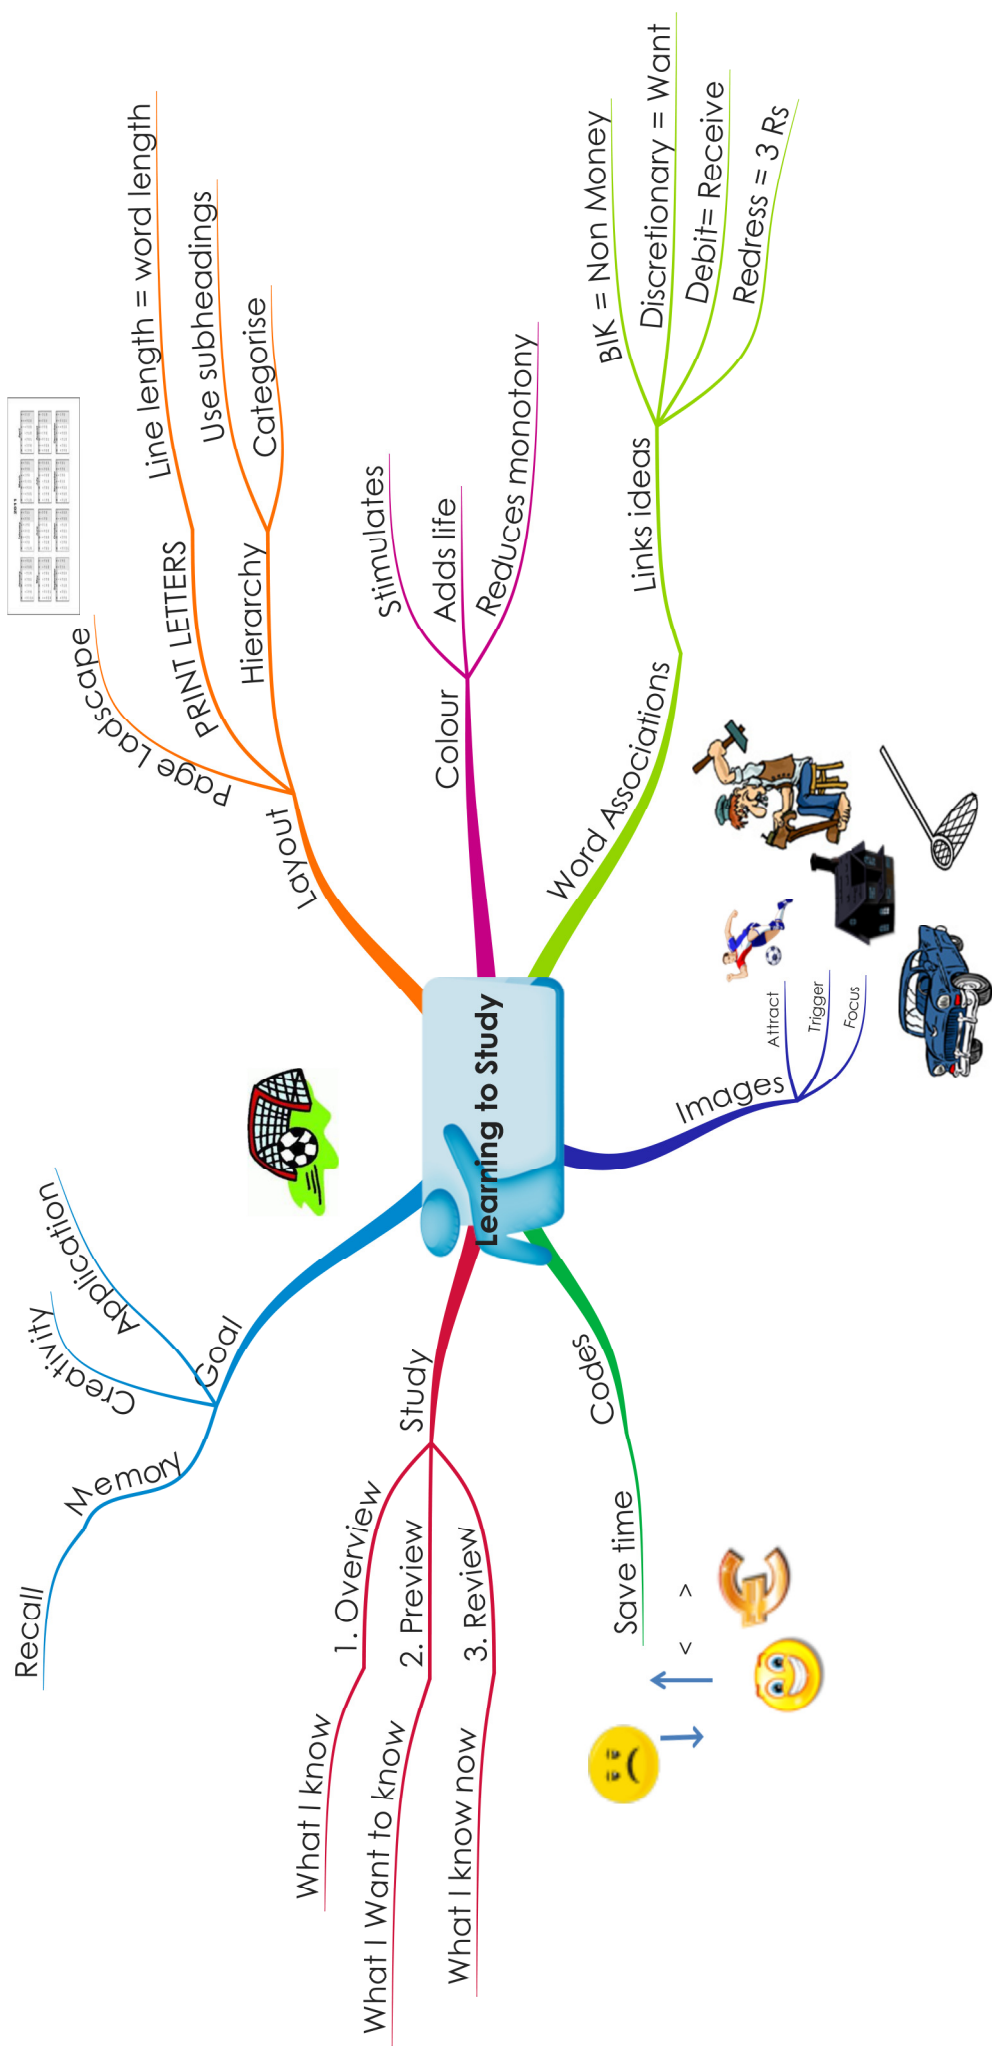 Learning to Study
Layout
Page Ladscape
PRINT LETTERS
Line length = word length
Hierarchy
Use subheadings
Categorise
Colour
Stimulates
Adds life
Reduces monotony
Word Associations
Links ideas
BIK = Non Money
Discretionary = Want
Debit= Receive
Redress = 3 Rs
Images
Attract
Trigger
Focus
Codes
Save time
< >
Study
1. Overview
What I know
2. Preview
What I Want to know
3. Review
What I know now
Goal
Memory
Recall
Creativity
Application